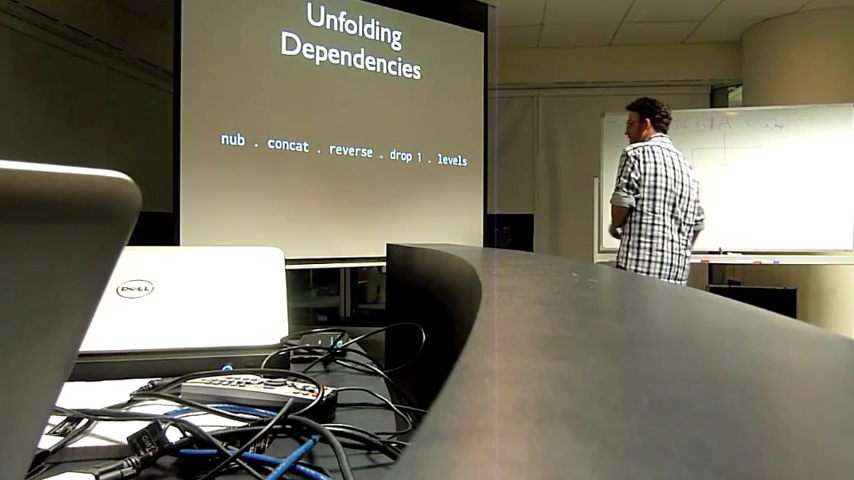 Unfolding
Dependencies
nub . concat . reverse . drop 1 . levels
DELL